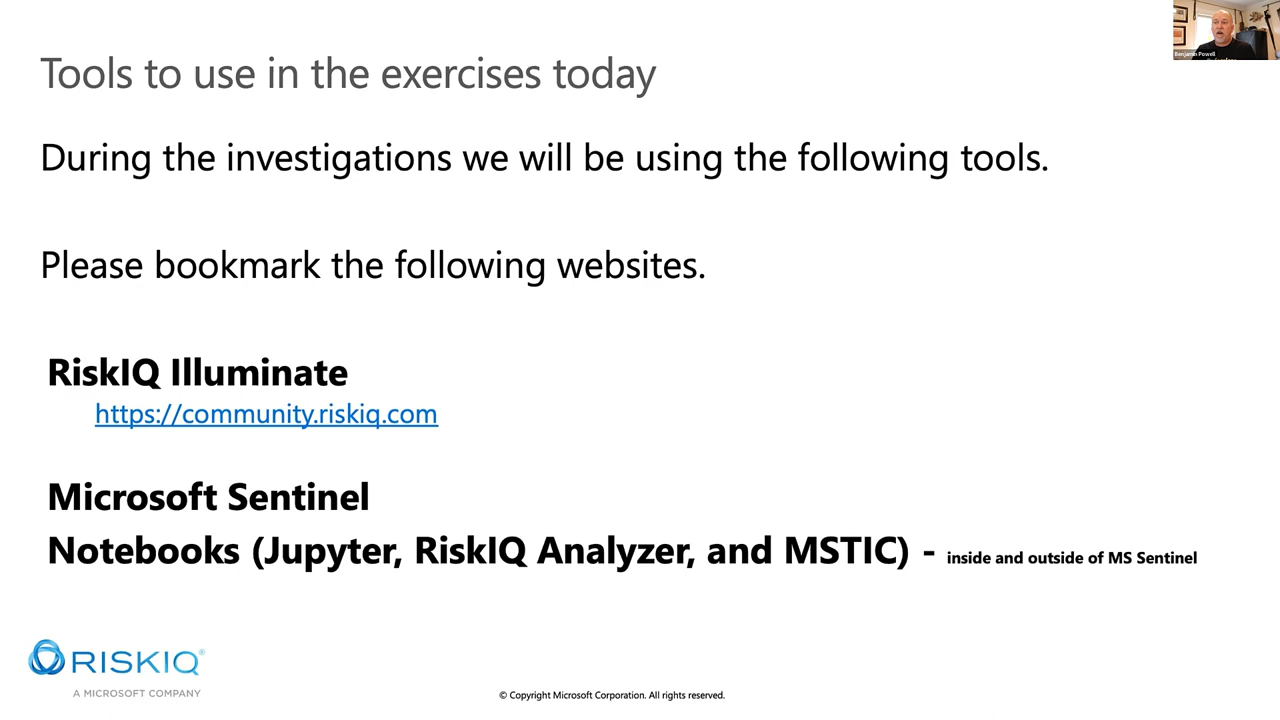 Benjamin Powell
Tools to use in the exercises today
During the investigations we will be using the following tools.
Please bookmark the following websites.
RiskIQ Illuminate
https://community.riskiq.com
Microsoft Sentinel
Notebooks (Jupyter, RiskIQ Analyzer, and MSTIC) - inside and outside of MS Sentinel
RISKIQ®
A MICROSOFT COMPANY
© Copyright Microsoft Corporation. All rights reserved.